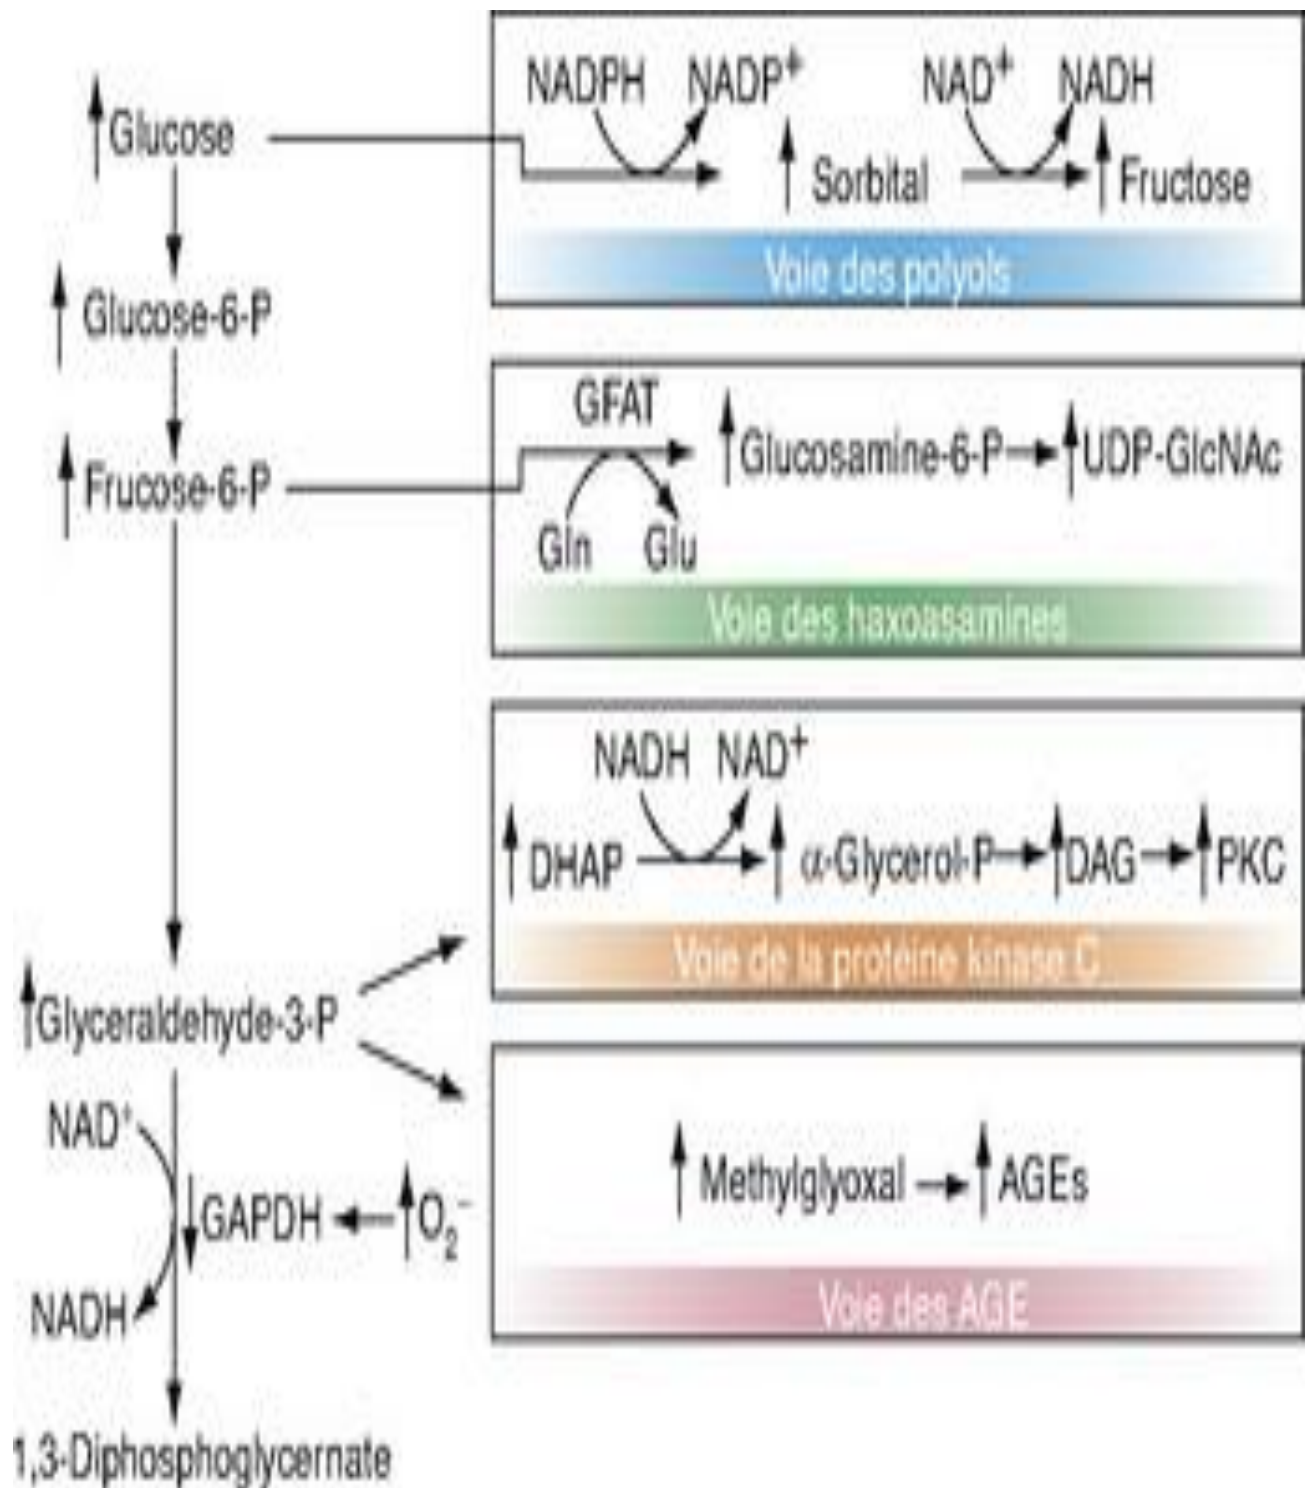 Glucose
Glucose-6-P
Frucose-6-P
Glyceraldehyde-3-P
NAD+
GAPDH
O2-
NADH
1,3-Diphosphoglycernate
NADPH NADP+ NAD+ NADH
Sorbital Fructose
Voie des polyols
GFAT
Glucosamine-6-P UDP-GlcNAc
Gln Glu
Voie des haxoasamines
NADH NAD+
DHAP α-Glycerol-P DAG PKC
Voie de la protéine kinase C
Methylglyoxal AGEs
Voie des AGE